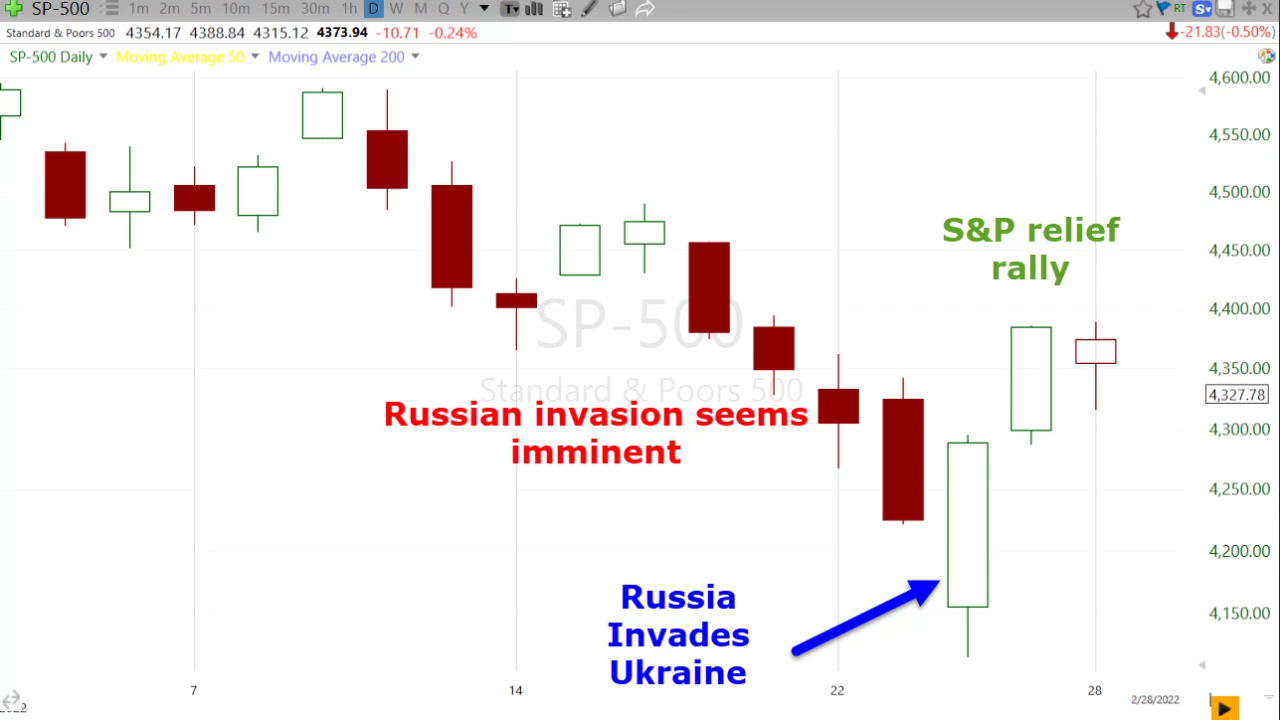 SP-500 1m 2m 5m 10m 15m 30m 1h D W M Q Y T RT S
Standard & Poors 500 4354.17 4388.84 4315.12 4373.94 -10.71 -0.24% -21.83(-0.50%)
SP-500 Daily Moving Average 50 Moving Average 200
4,600.00
4,550.00
4,500.00
S&P relief
rally
4,450.00
4,400.00
SP-500
4,350.00
Standard & Poors 500
4,327.78
Russian invasion seems
imminent
4,300.00
4,250.00
4,200.00
Russia
Invades
Ukraine
4,150.00
7 14 22 28
2/28/2022